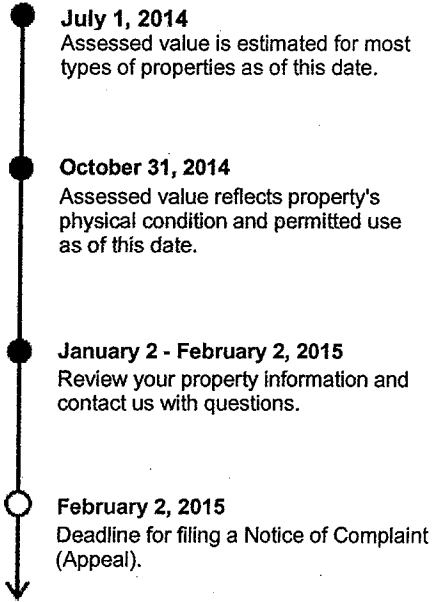 July 1, 2014
Assessed value is estimated for most
types of properties as of this date.
October 31, 2014
Assessed value reflects property's
physical condition and permitted use
as of this date.
January 2 - February 2, 2015
Review your property information and
contact us with questions.
February 2, 2015
Deadline for filing a Notice of Complaint
(Appeal).